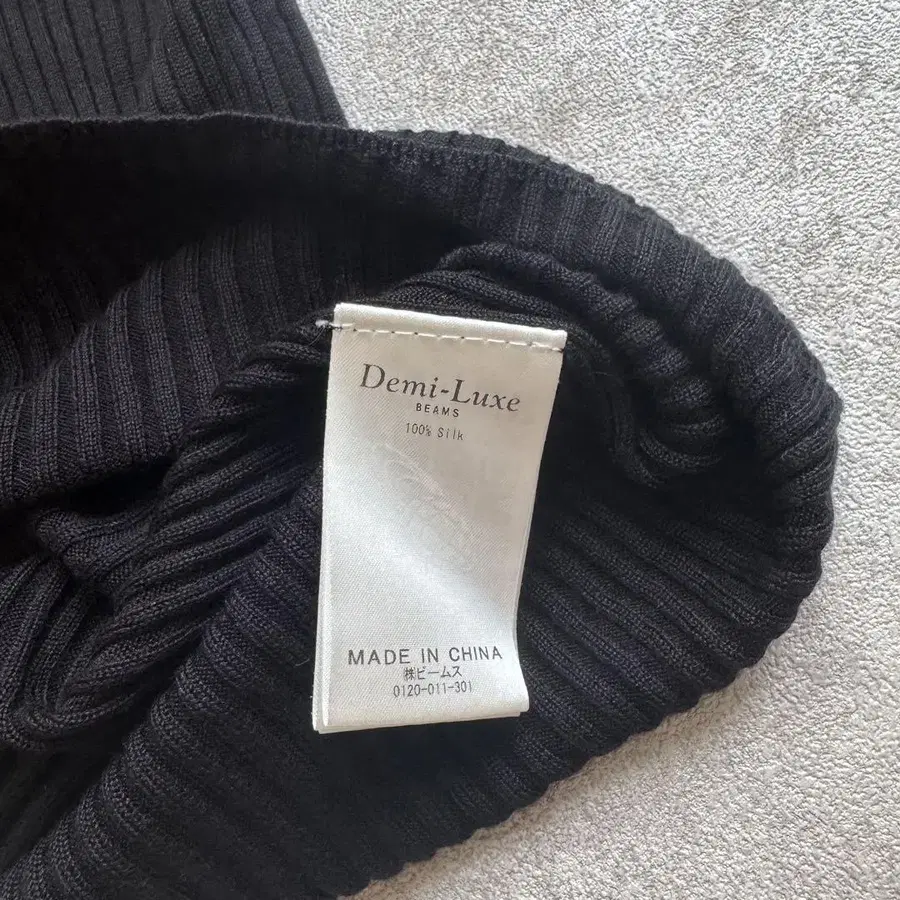 Demi-Luxe
BEAMS
100% Silk
MADE IN CHINA
㈱ビームス
0120-011-301